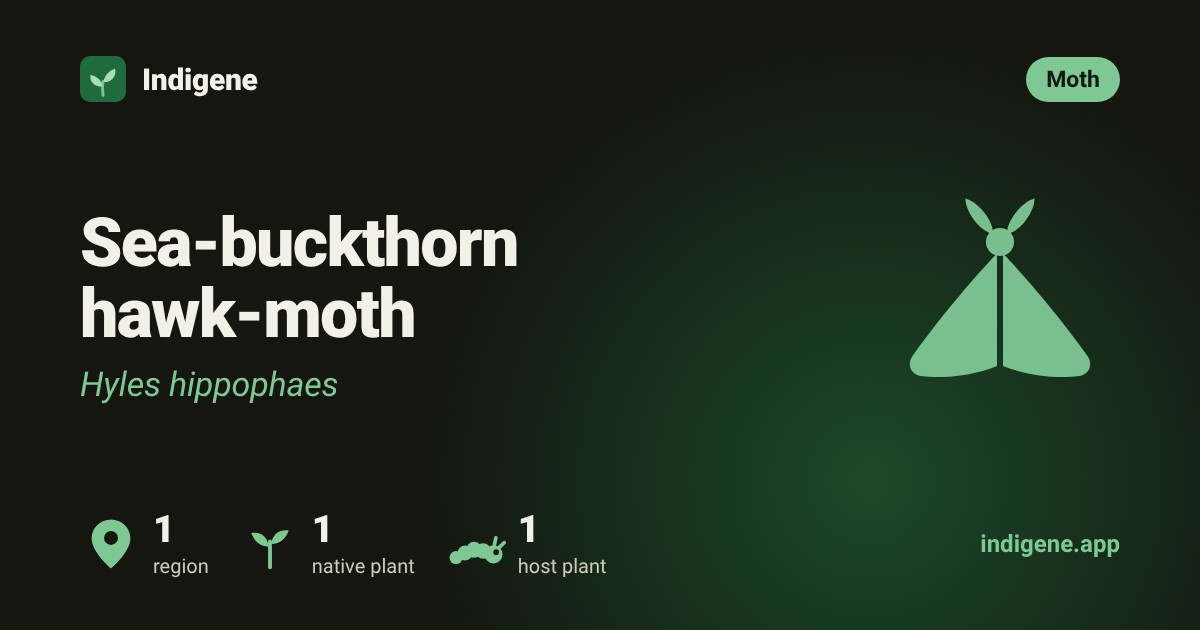 Indigene
Moth
Sea-buckthorn
hawk-moth
Hyles hippophaes
1
region
1
native plant
1
host plant
indigene.app